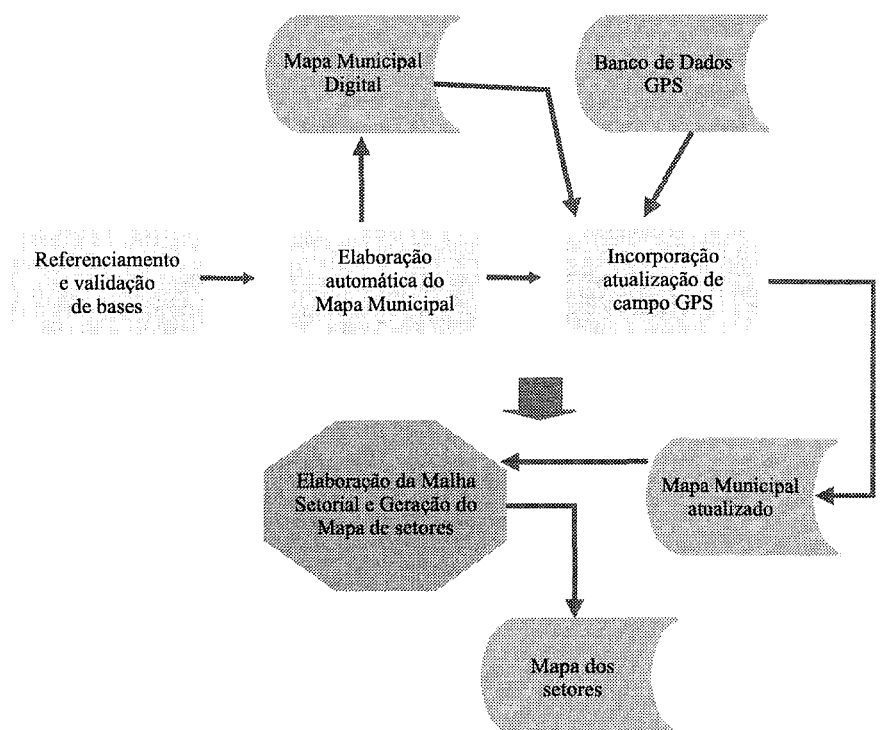 Mapa Municipal
Digital
Banco de Dados
GPS
Referenciamento
e validação
de bases
Elaboração
automática do
Mapa Municipal
Incorporação
atualização de
campo GPS
Elaboração da Malha
Setorial e Geração do
Mapa de setores
Mapa Municipal
atualizado
Mapa dos
setores